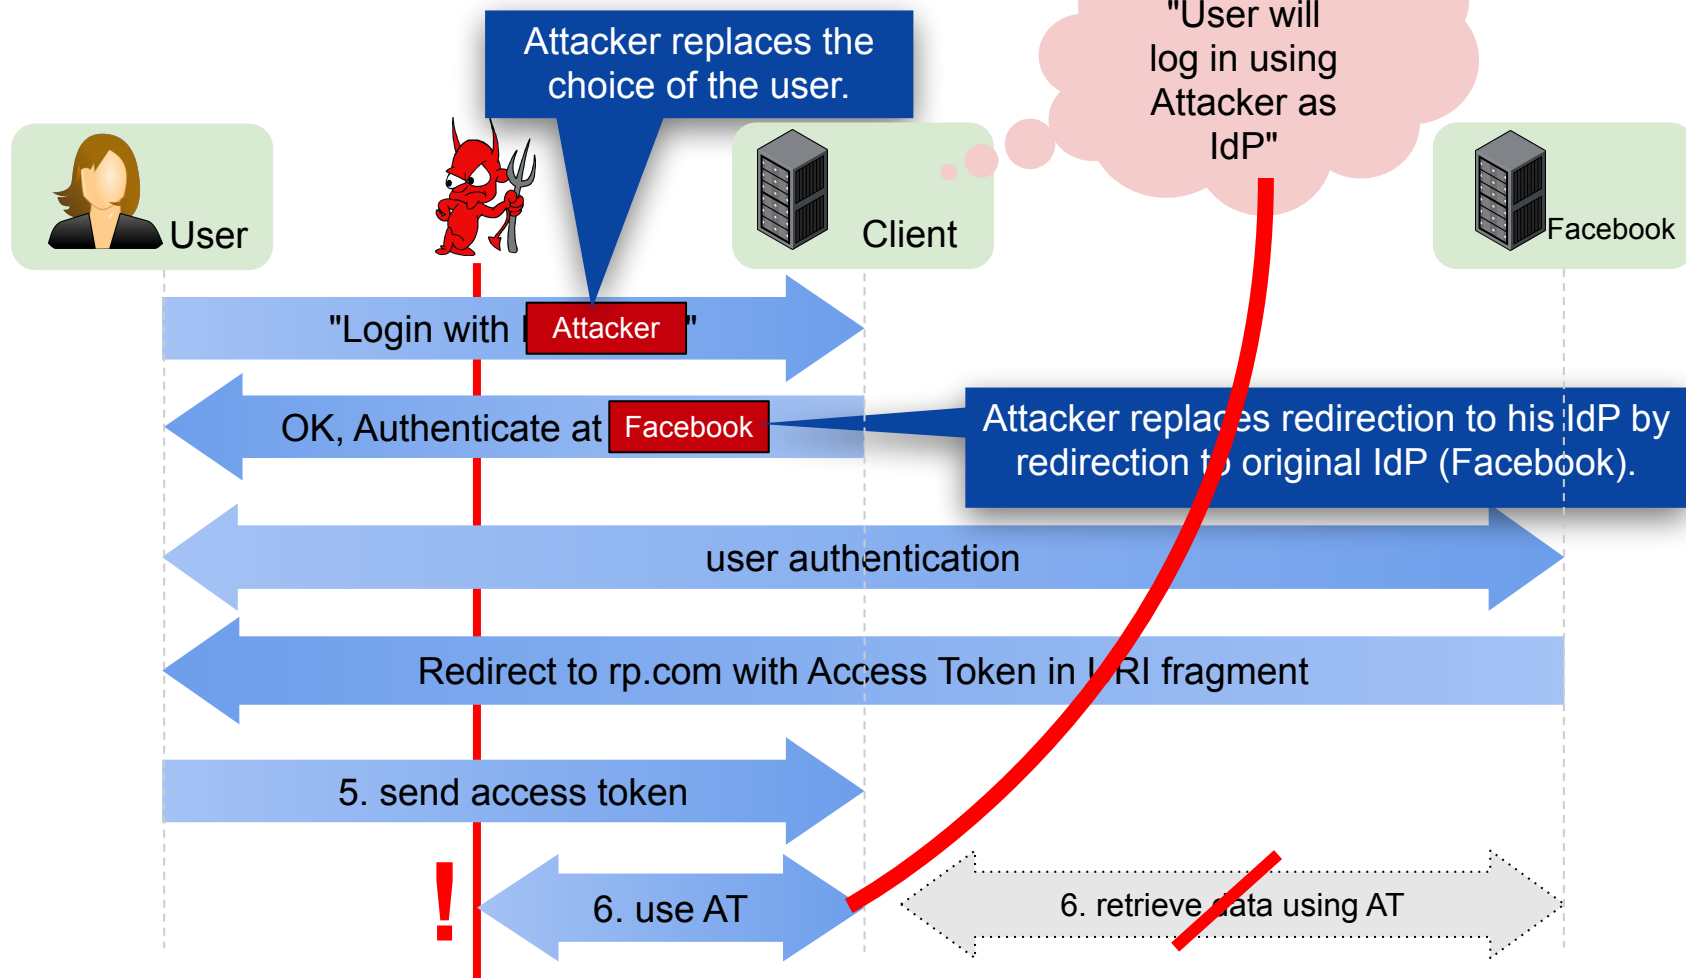 "User will
log in using
Attacker as
IdP"
Attacker replaces the
choice of the user.
User
Client
Facebook
"Login with Attacker"
OK, Authenticate at Facebook
Attacker replaces redirection to his IdP by
redirection to original IdP (Facebook).
user authentication
Redirect to rp.com with Access Token in URI fragment
5. send access token
!
6. use AT
6. retrieve data using AT